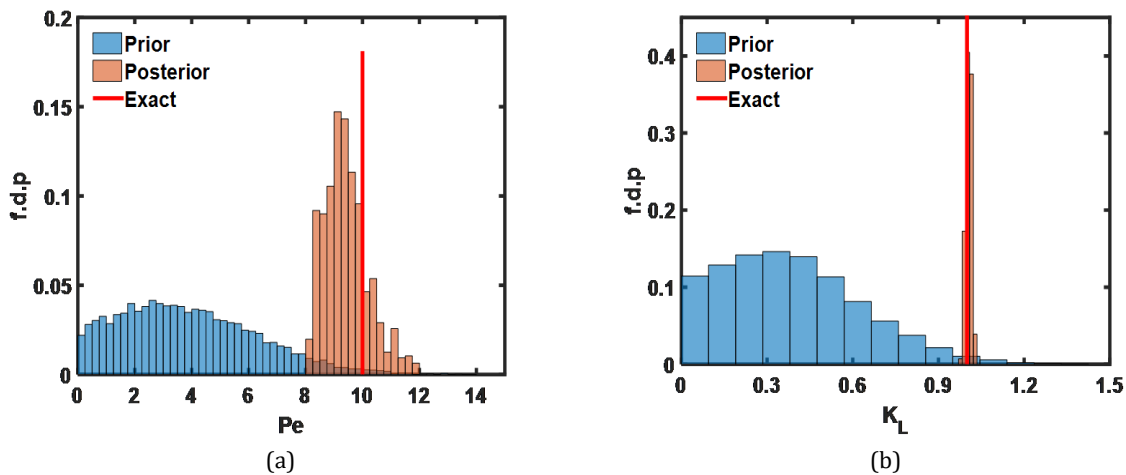 0.2
0.15
0.1
0.05
0
f.d.p
Prior
Posterior
Exact
0 2 4 6 8 10 12 14
Pe
(a)
0.4
0.3
0.2
0.1
0
f.d.p
Prior
Posterior
Exact
0 0.3 0.6 0.9 1.2 1.5
K_L
(b)